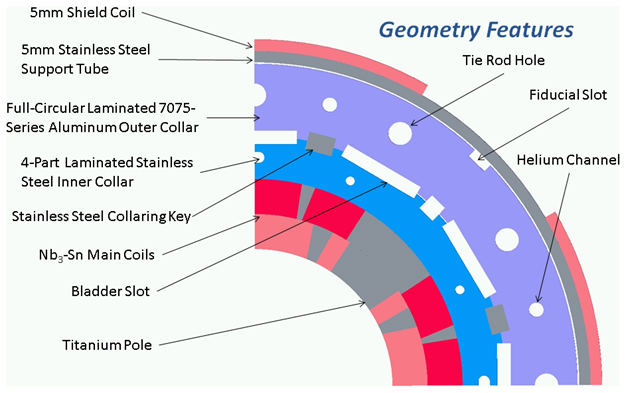 Geometry Features
5mm Shield Coil
5mm Stainless Steel
Support Tube
Full-Circular Laminated 7075-
Series Aluminum Outer Collar
4-Part Laminated Stainless
Steel Inner Collar
Stainless Steel Collaring Key
Nb₃-Sn Main Coils
Bladder Slot
Titanium Pole
Tie Rod Hole
Fiducial Slot
Helium Channel